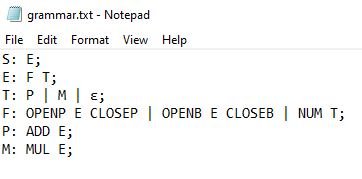 grammar.txt - Notepad
File Edit Format View Help
S: E;
E: F T;
T: P | M | ε;
F: OPENP E CLOSEP | OPENB E CLOSEB | NUM T;
P: ADD E;
M: MUL E;